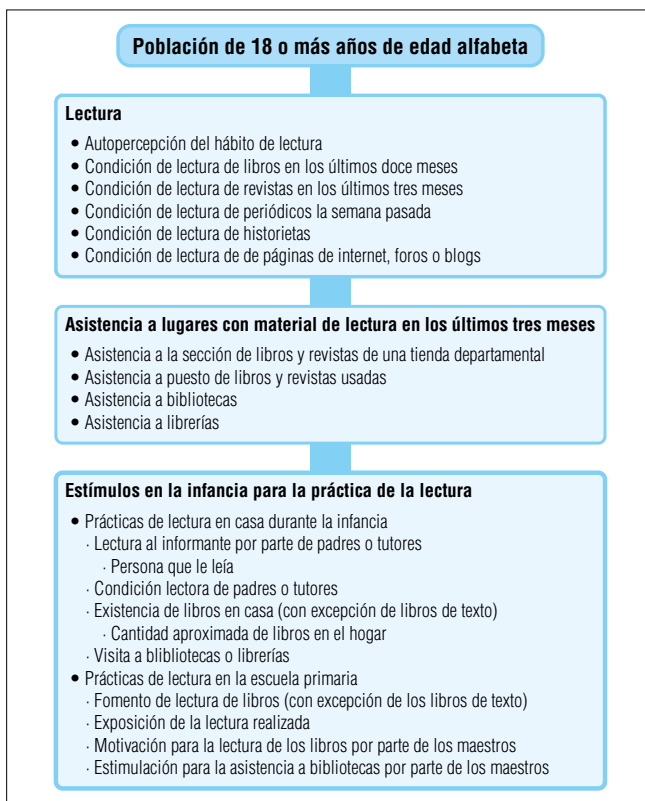 Población de 18 o más años de edad alfabeta
Lectura
• Autopercepción del hábito de lectura
• Condición de lectura de libros en los últimos doce meses
• Condición de lectura de revistas en los últimos tres meses
• Condición de lectura de periódicos la semana pasada
• Condición de lectura de historietas
• Condición de lectura de de páginas de internet, foros o blogs
Asistencia a lugares con material de lectura en los últimos tres meses
• Asistencia a la sección de libros y revistas de una tienda departamental
• Asistencia a puesto de libros y revistas usadas
• Asistencia a bibliotecas
• Asistencia a librerías
Estímulos en la infancia para la práctica de la lectura
• Prácticas de lectura en casa durante la infancia
· Lectura al informante por parte de padres o tutores
· Persona que le leía
· Condición lectora de padres o tutores
· Existencia de libros en casa (con excepción de libros de texto)
· Cantidad aproximada de libros en el hogar
· Visita a blibliotecas o librerías
• Prácticas de lectura en la escuela primaria
· Fomento de lectura de libros (con excepción de los libros de texto)
· Exposición de la lectura realizada
· Motivación para la lectura de los libros por parte de los maestros
· Estimulación para la asistencia a bibliotecas por parte de los maestros